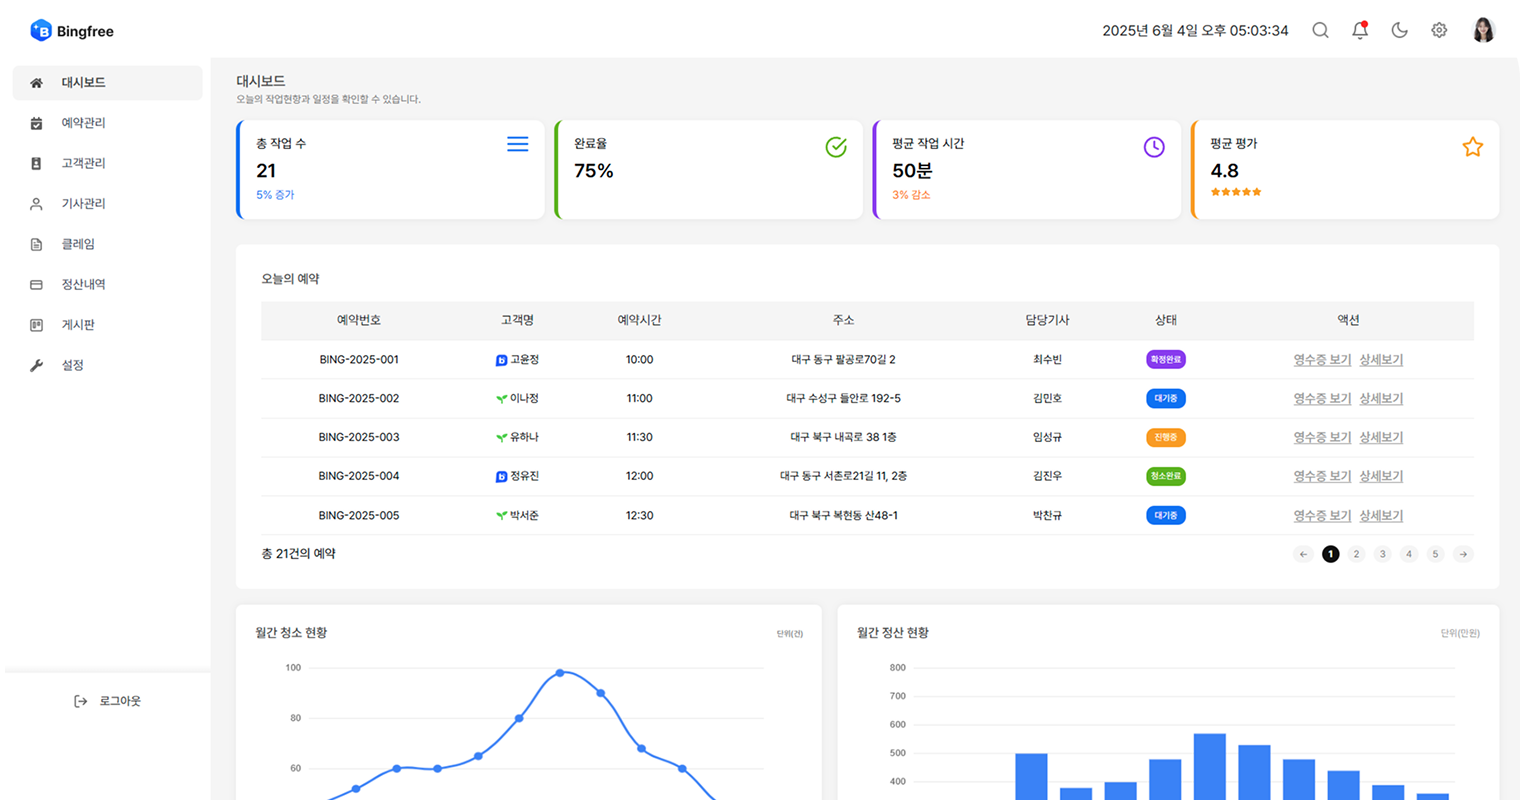 Bingfree
2025년 6월 4일 오후 05:03:34
대시보드
예약관리
고객관리
기사관리
클레임
정산내역
게시판
설정
로그아웃
대시보드
오늘의 작업현항과 일정을 확인할 수 있습니다.
총 작업 수
21
5% 증가
완료율
75%
평균 작업 시간
50분
3% 감소
평균 평가
4.8
오늘의 예약
예약번호 고객명 예약시간 주소 담당기사 상태 액션
BING-2025-001 고윤정 10:00 대구 동구 팔공로70길 2 최수빈 확정완료 영수증 보기 상세보기
BING-2025-002 이나정 11:00 대구 수성구 들안로 192-5 김민호 대기중 영수증 보기 상세보기
BING-2025-003 유하나 11:30 대구 북구 내곡로 38 1층 임성규 진행중 영수증 보기 상세보기
BING-2025-004 정유진 12:00 대구 동구 서촌로21길 11, 2층 김진우 청소완료 영수증 보기 상세보기
BING-2025-005 박서준 12:30 대구 북구 복현동 산48-1 박찬규 대기중 영수증 보기 상세보기
총 21건의 예약
← 1 2 3 4 5 →
월간 청소 현황
단위(건)
100
80
60
월간 정산 현황
단위(만원)
800
700
600
500
400